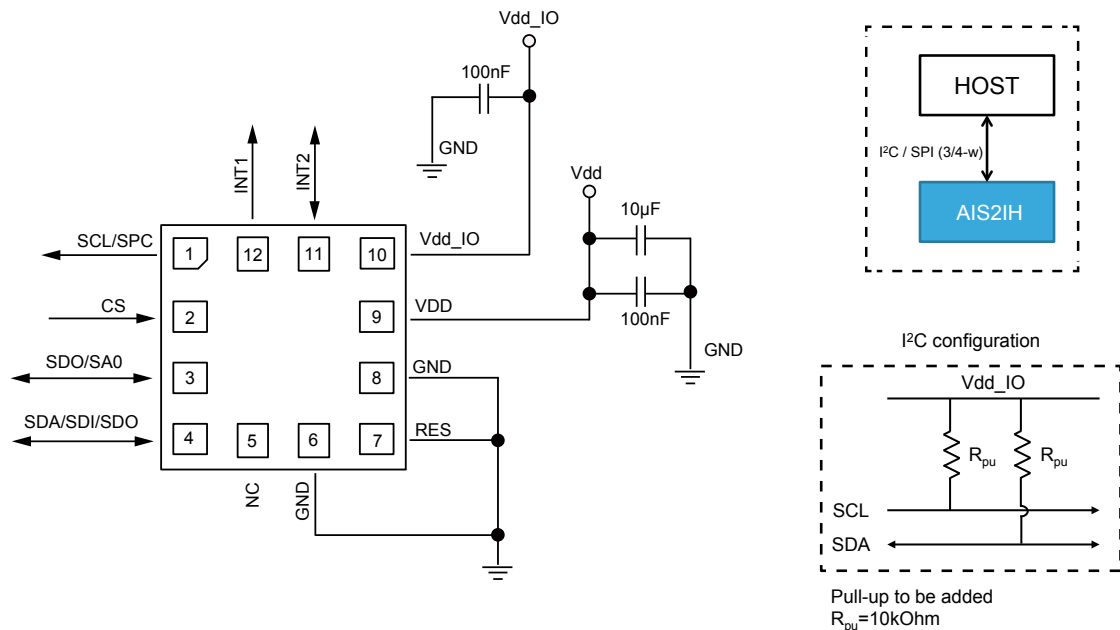 Vdd_IO
100nF
GND
INT1
INT2
Vdd
10µF
100nF
GND
SCL/SPC
CS
SDO/SA0
SDA/SDI/SDO
1
12
11
10
2
9
3
8
4
5
6
7
Vdd_IO
VDD
GND
RES
NC
GND
HOST
I²C / SPI (3/4-w)
AIS2IH
I²C configuration
Vdd_IO
Rpu
Rpu
SCL
SDA
Pull-up to be added
Rpu=10kOhm